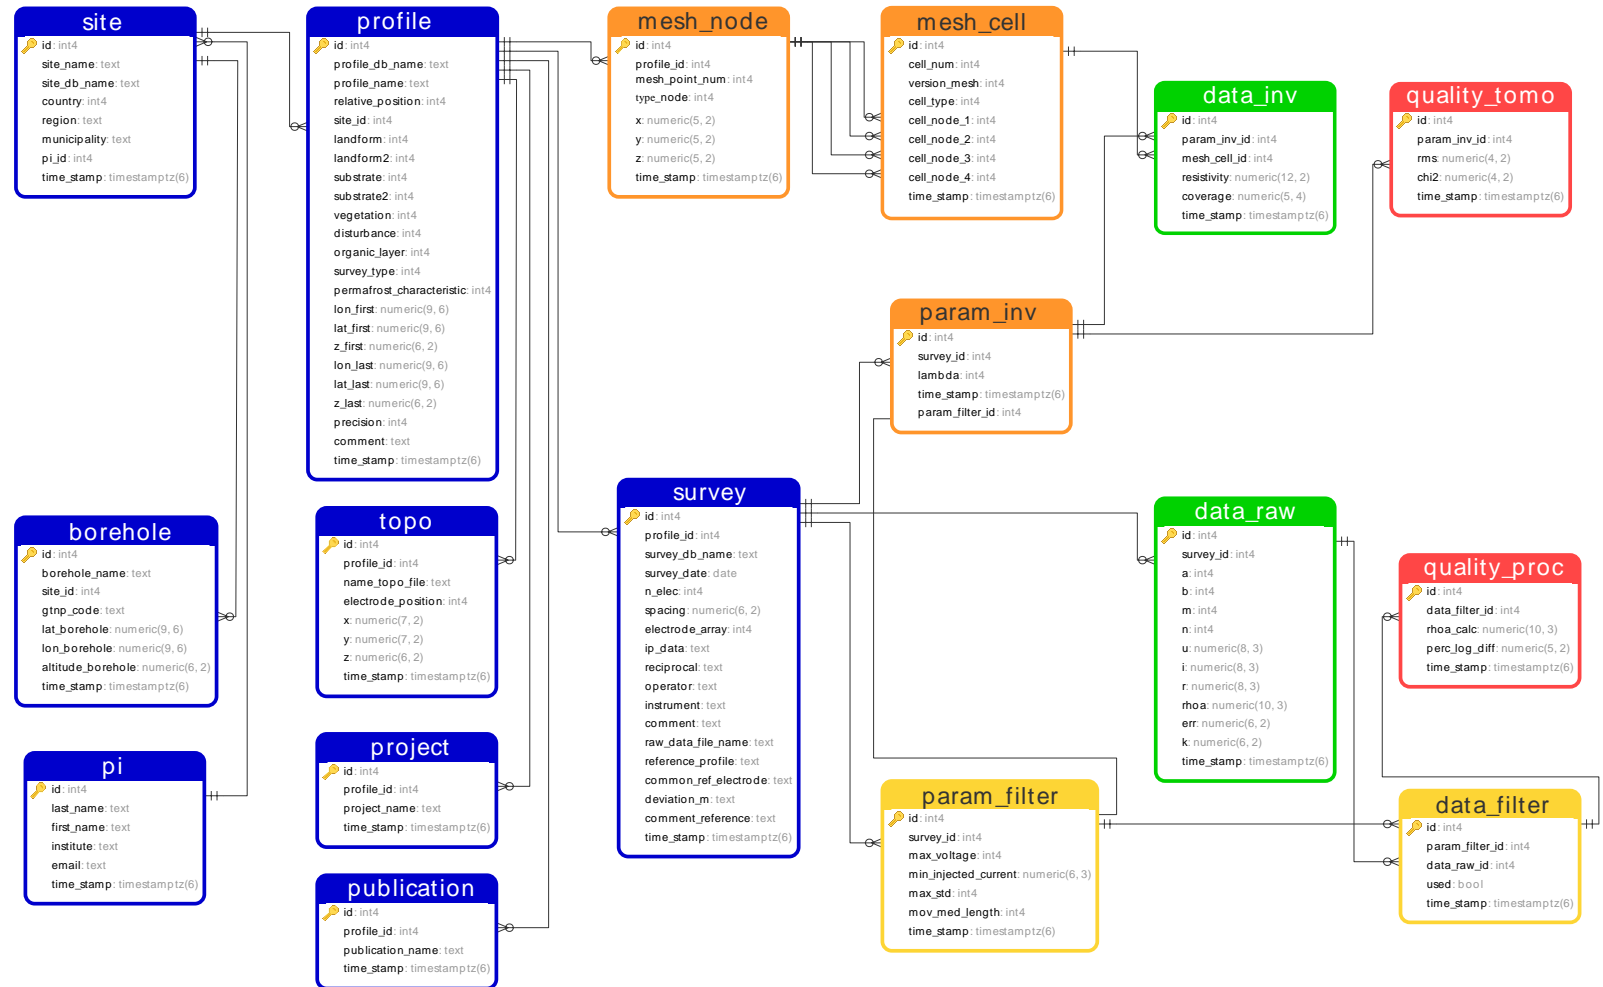 site
id: int4
site_name: text
site_db_name: text
country: int4
region: text
municipality: text
pi_id: int4
time_stamp: timestamptz(6)
profile
id: int4
profile_db_name: text
profile_name: text
relative_position: int4
site_id: int4
landform: int4
landform2: int4
substrate: int4
substrate2: int4
vegetation: int4
disturbance: int4
organic_layer: int4
survey_type: int4
permafrost_characteristic: int4
lon_first: numeric(9, 6)
lat_first: numeric(9, 6)
z_first: numeric(6, 2)
lon_last: numeric(9, 6)
lat_last: numeric(9, 6)
z_last: numeric(6, 2)
precision: int4
comment: text
time_stamp: timestamptz(6)
mesh_node
id: int4
profile_id: int4
mesh_point_num: int4
type_node: int4
x: numeric(5, 2)
y: numeric(5, 2)
z: numeric(5, 2)
time_stamp: timestamptz(6)
mesh_cell
id: int4
cell_num: int4
version_mesh: int4
cell_type: int4
cell_node_1: int4
cell_node_2: int4
cell_node_3: int4
cell_node_4: int4
time_stamp: timestamptz(6)
data_inv
id: int4
param_inv_id: int4
mesh_cell_id: int4
resistivity: numeric(12, 2)
coverage: numeric(5, 4)
time_stamp: timestamptz(6)
quality_tomo
id: int4
param_inv_id: int4
rms: numeric(4, 2)
chi2: numeric(4, 2)
time_stamp: timestamptz(6)
param_inv
id: int4
survey_id: int4
lambda: int4
time_stamp: timestamptz(6)
param_filter_id: int4
borehole
id: int4
borehole_name: text
site_id: int4
gtnp_code: text
lat_borehole: numeric(9, 6)
lon_borehole: numeric(9, 6)
altitude_borehole: numeric(6, 2)
time_stamp: timestamptz(6)
topo
id: int4
profile_id: int4
name_topo_file: text
electrode_position: int4
x: numeric(7, 2)
y: numeric(7, 2)
z: numeric(6, 2)
time_stamp: timestamptz(6)
survey
id: int4
profile_id: int4
survey_db_name: text
survey_date: date
n_elec: int4
spacing: numeric(6, 2)
electrode_array: int4
ip_data: text
reciprocal: text
operator: text
instrument: text
comment: text
raw_data_file_name: text
reference_profile: text
common_ref_electrode: text
deviation_m: text
comment_reference: text
time_stamp: timestamptz(6)
data_raw
id: int4
survey_id: int4
a: int4
b: int4
m: int4
n: int4
u: numeric(8, 3)
i: numeric(8, 3)
r: numeric(8, 3)
rhoa: numeric(10, 3)
err: numeric(6, 2)
k: numeric(6, 2)
time_stamp: timestamptz(6)
quality_proc
id: int4
data_filter_id: int4
rhoa_calc: numeric(10, 3)
perc_log_diff: numeric(5, 2)
time_stamp: timestamptz(6)
pi
id: int4
last_name: text
first_name: text
institute: text
email: text
time_stamp: timestamptz(6)
project
id: int4
profile_id: int4
project_name: text
time_stamp: timestamptz(6)
publication
id: int4
profile_id: int4
publication_name: text
time_stamp: timestamptz(6)
param_filter
id: int4
survey_id: int4
max_voltage: int4
min_injected_current: numeric(6, 3)
max_std: int4
mov_med_length: int4
time_stamp: timestamptz(6)
data_filter
id: int4
param_filter_id: int4
data_raw_id: int4
used: bool
time_stamp: timestamptz(6)